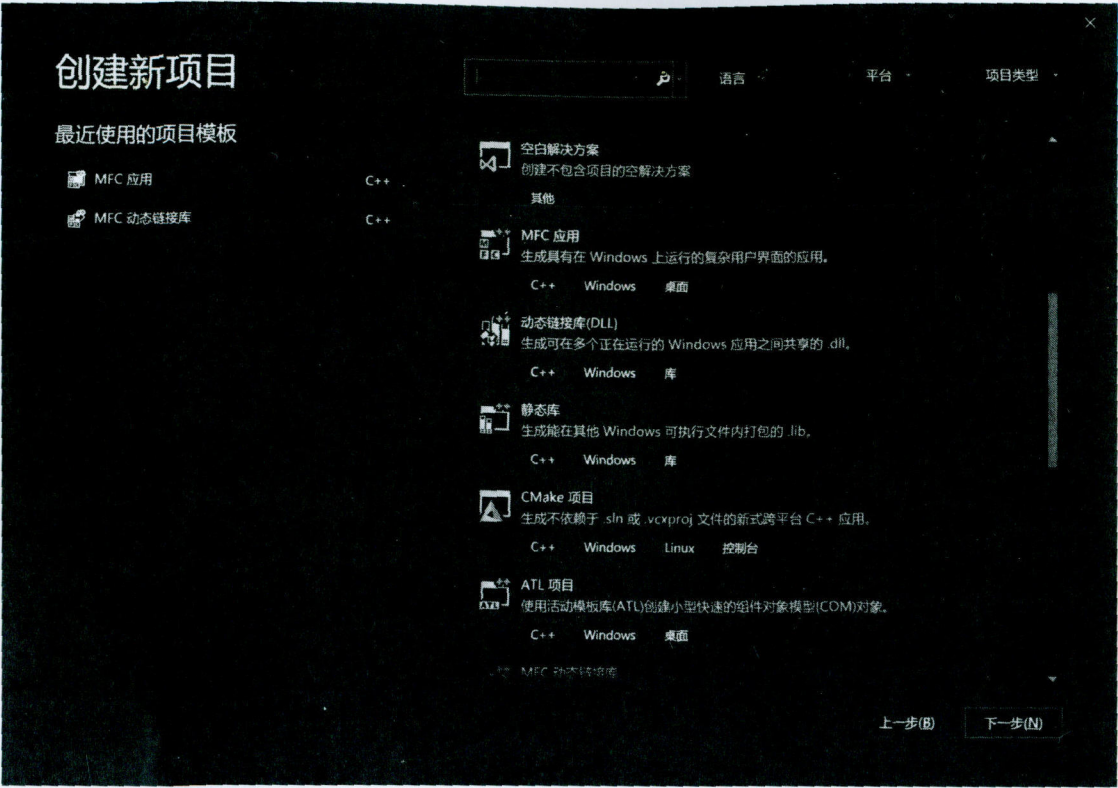 创建新项目
语言
平台
项目类型
最近使用的项目模板
MFC 应用 C++
MFC 动态链接库 C++
空白解决方案
创建不包含项目的空解决方案
其他
MFC 应用
生成具有在 Windows 上运行的复杂用户界面的应用。
C++ Windows 桌面
动态链接库(DLL)
生成可在多个正在运行的 Windows 应用之间共享的 .dll。
C++ Windows 库
静态库
生成能在其他 Windows 可执行文件内打包的 .lib。
C++ Windows 库
CMake 项目
生成不依赖于 .sln 或 .vcxproj 文件的新式跨平台 C++ 应用。
C++ Windows Linux 控制台
ATL 项目
使用活动模板库(ATL)创建小型快速的组件对象模型(COM)对象。
C++ Windows 桌面
MFC 动态链接库
上一步(B)
下一步(N)